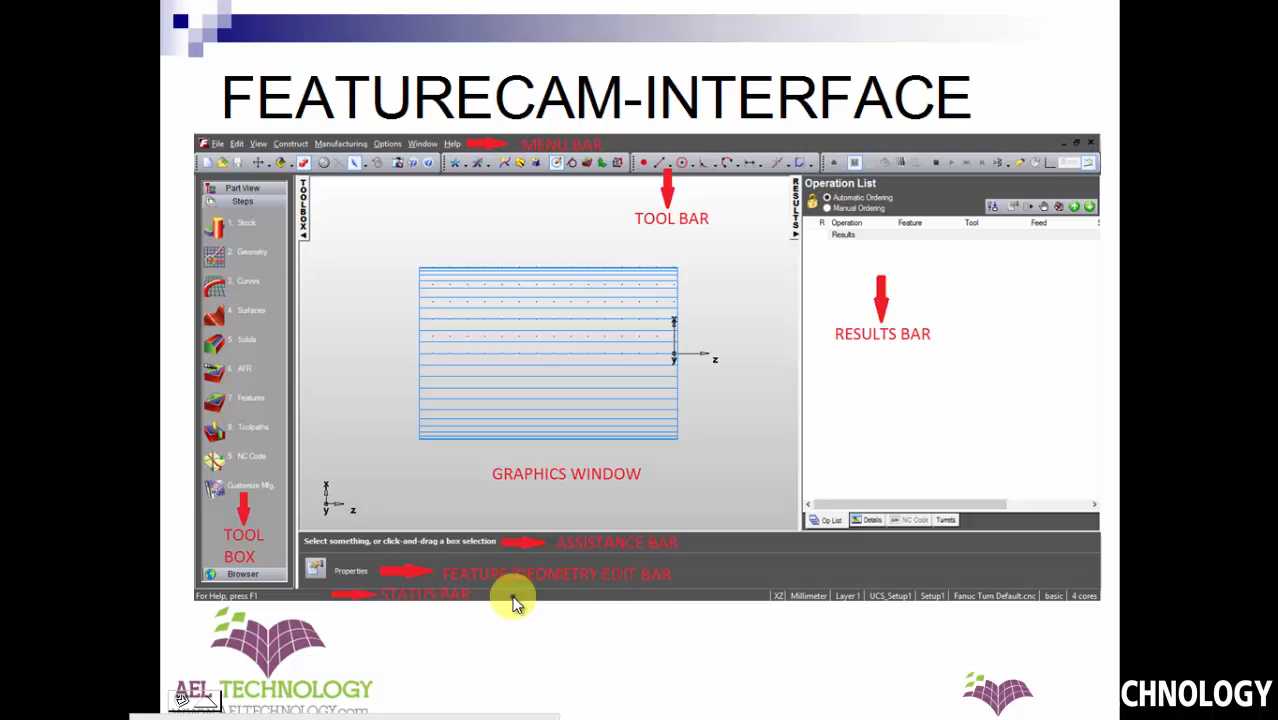 FEATURECAM-INTERFACE
File Edit View Construct Manufacturing Options Window Help MENU BAR
TOOL BAR
Part View
Steps
1. Stock
2. Geometry
3. Curves
4. Surfaces
5 Solids
6 AFR
7 Features
8 Toolpaths
9. NC Code
Customize Mfg.
TOOL
BOX
Browser
TOOLBOX
GRAPHICS WINDOW
x
y
z
x
y
z
RESULTS
Operation List
Automatic Ordering
Manual Ordering
R Operation Feature Tool Feed S
Results
RESULTS BAR
Op List Details NC Code Turrets
Select something, or click-and-drag a box selection ASSISTANCE BAR
Properties FEATURE/GEOMETRY EDIT BAR
For Help, press F1 STATUS BAR XZ Millimeter Layer 1 UCS_Setup1 Setup1 Fanuc Turn Default.cnc basic 4 cores
AEL TECHNOLOGY
CHNOLOGY